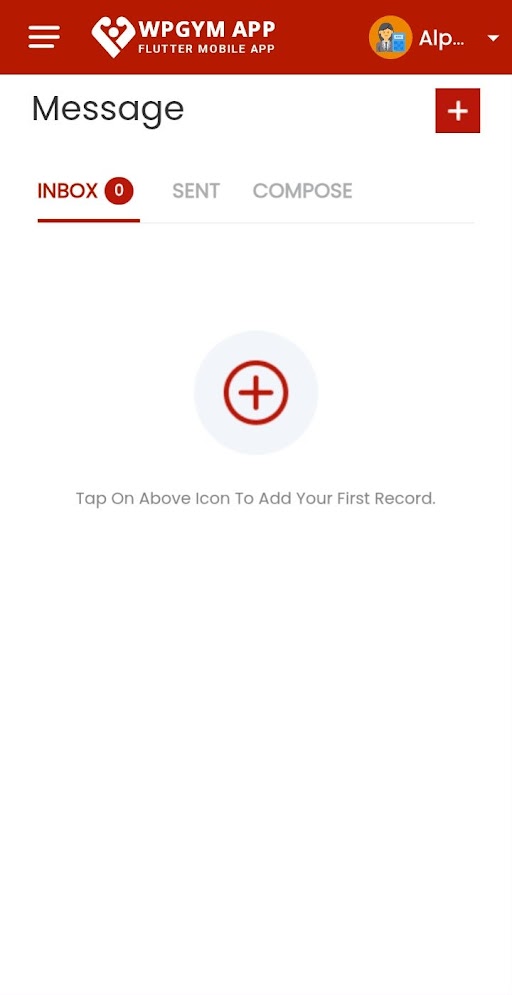 WPGYM APP
FLUTTER MOBILE APP
Alp...
Message
INBOX 0
SENT
COMPOSE
Tap On Above Icon To Add Your First Record.